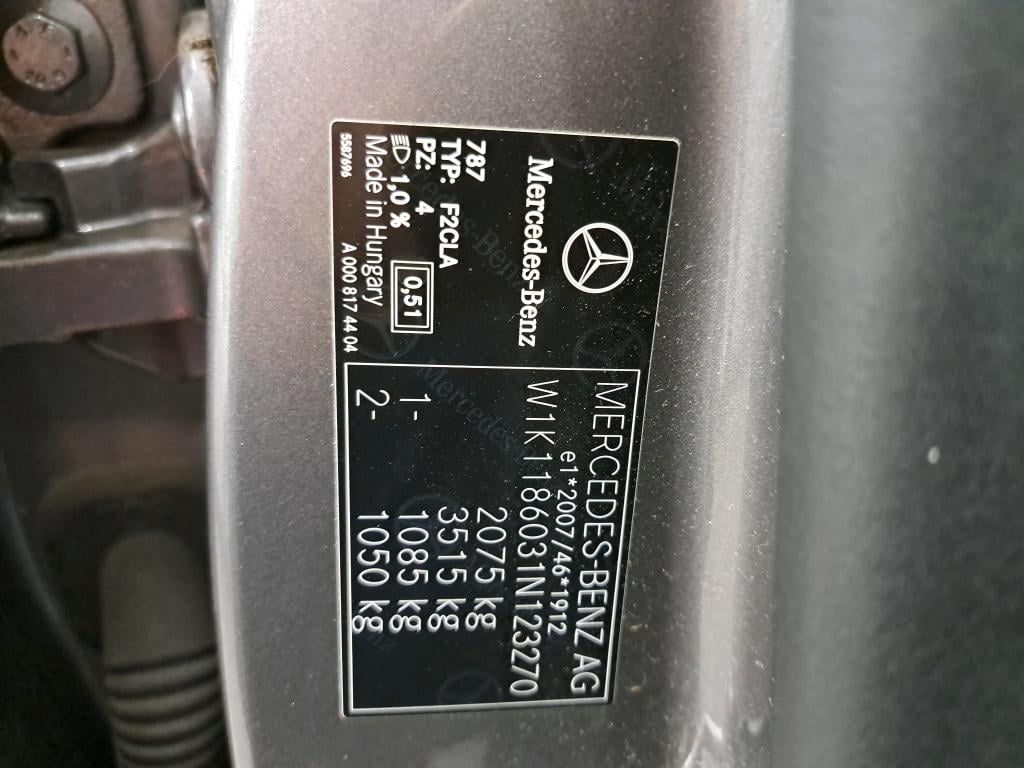 Mercedes-Benz
787
TYP: F2CLA
PZ: 4
1,0 %
0,51
Made in Hungary
5587696
A 000 817 44 04
MERCEDES-BENZ AG
e1*2007/46*1912
W1K1186031N123270
2075 kg
3515 kg
1- 1085 kg
2- 1050 kg